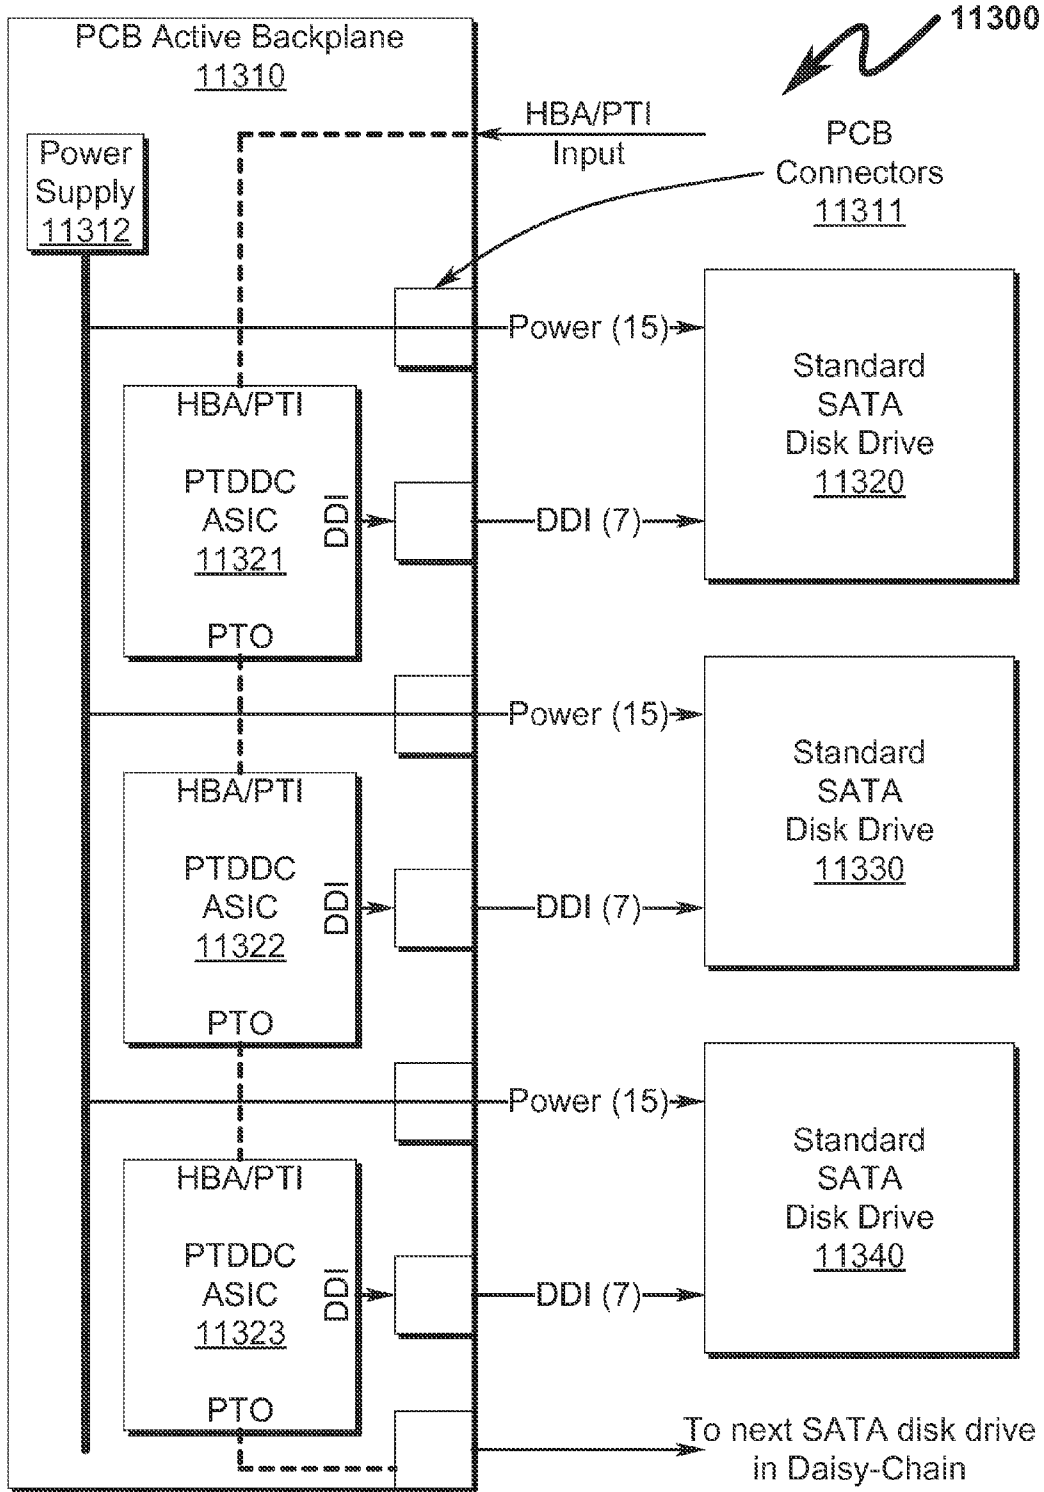 11300
PCB Active Backplane
11310
HBA/PTI
Input
PCB
Connectors
11311
Power
Supply
11312
Power (15)
Standard
SATA
Disk Drive
11320
HBA/PTI
PTDDC
ASIC
11321
DDI
PTO
DDI (7)
Power (15)
Standard
SATA
Disk Drive
11330
HBA/PTI
PTDDC
ASIC
11322
DDI
PTO
DDI (7)
Power (15)
Standard
SATA
Disk Drive
11340
HBA/PTI
PTDDC
ASIC
11323
DDI
PTO
DDI (7)
To next SATA disk drive
in Daisy-Chain